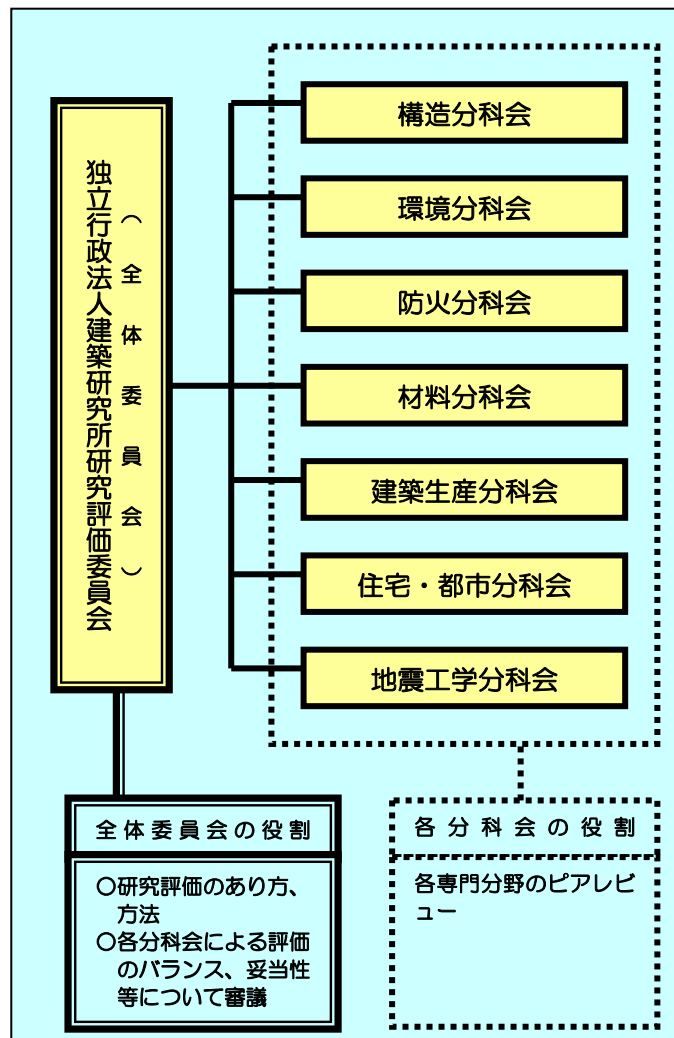 独立行政法人建築研究所研究評価委員会
（全体委員会）
構造分科会
環境分科会
防火分科会
材料分科会
建築生産分科会
住宅・都市分科会
地震工学分科会
全体委員会の役割
○研究評価のあり方、
方法
○各分科会による評価
のバランス、妥当性
等について審議
各分科会の役割
各専門分野のピアレビ
ュー